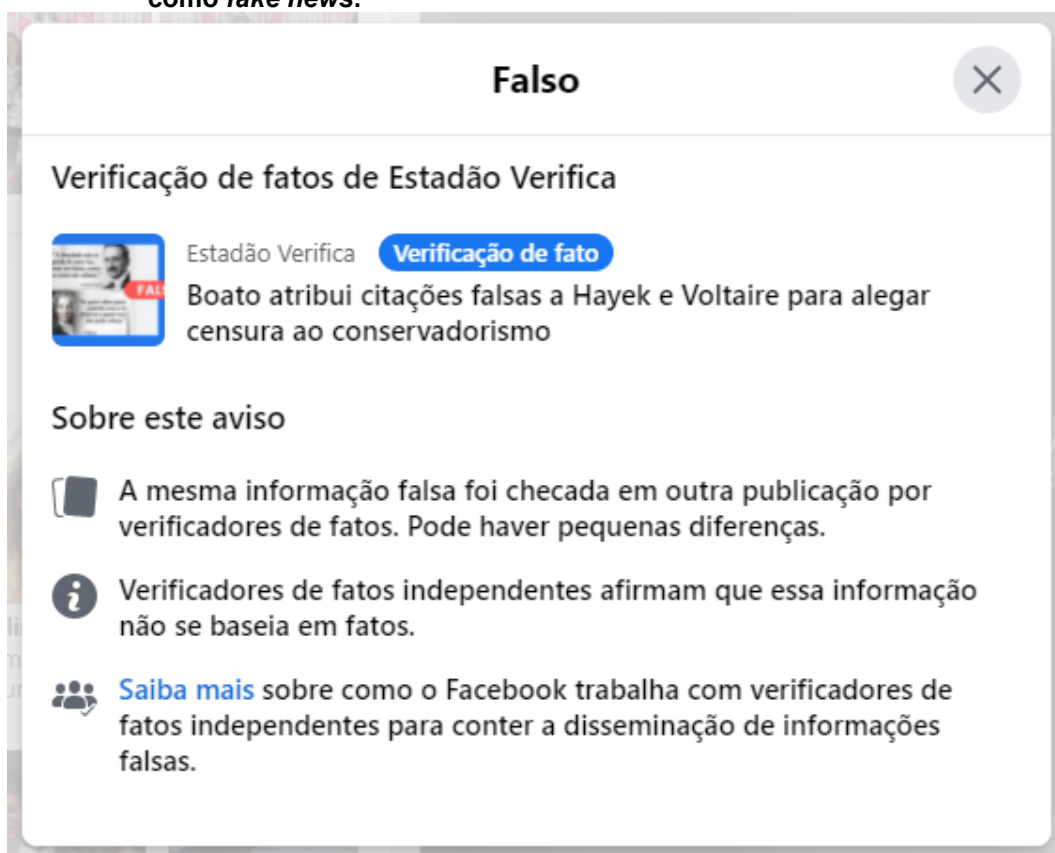 como fake news.
Falso
Verificação de fatos de Estadão Verifica
Estadão Verifica Verificação de fato
Boato atribui citações falsas a Hayek e Voltaire para alegar
censura ao conservadorismo
Sobre este aviso
A mesma informação falsa foi checada em outra publicação por
verificadores de fatos. Pode haver pequenas diferenças.
Verificadores de fatos independentes afirmam que essa informação
não se baseia em fatos.
Saiba mais sobre como o Facebook trabalha com verificadores de
fatos independentes para conter a disseminação de informações
falsas.